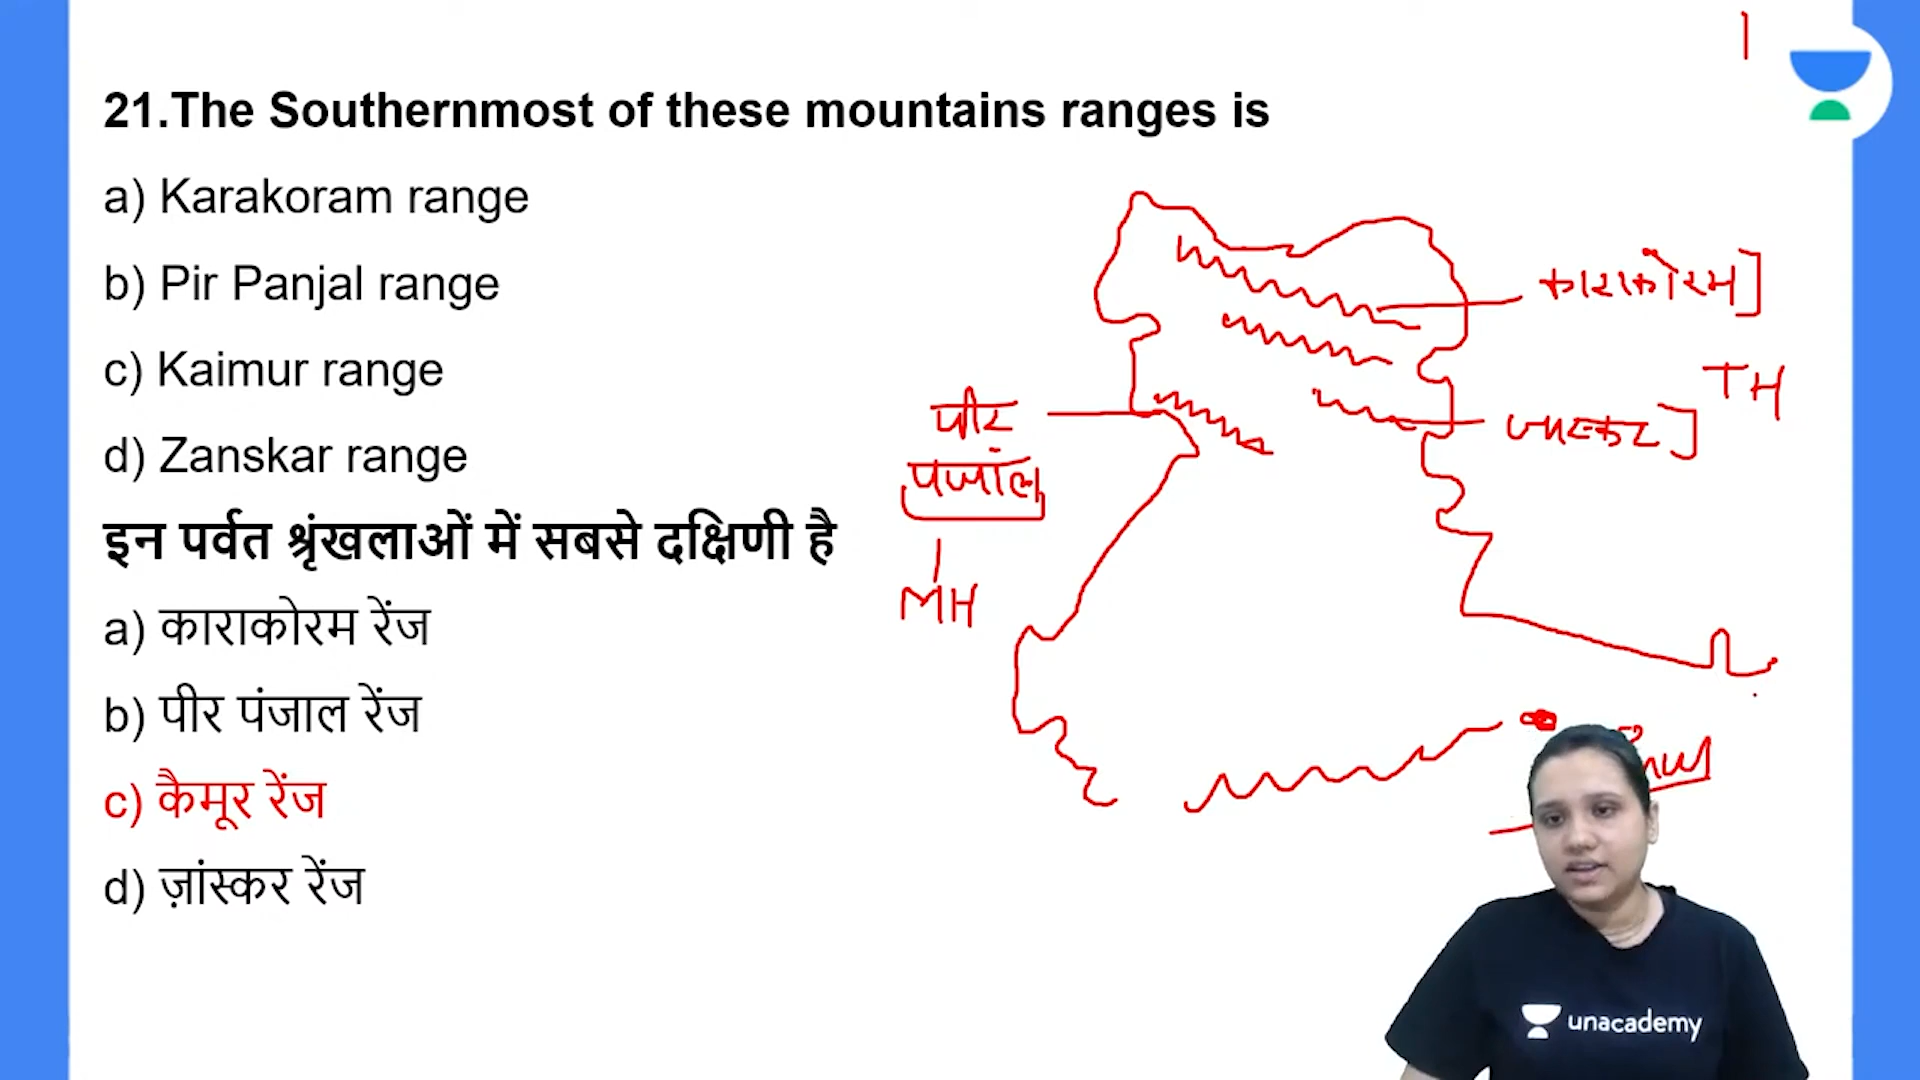 21.The Southernmost of these mountains ranges is
a) Karakoram range
b) Pir Panjal range
c) Kaimur range
d) Zanskar range
इन पर्वत श्रृंखलाओं में सबसे दक्षिणी है
a) काराकोरम रेंज
b) पीर पंजाल रेंज
c) कैमूर रेंज
d) ज़ांस्कर रेंज
काराकोरम]
TH
जास्कर]
पीर
पंजाल
MH
unacademy